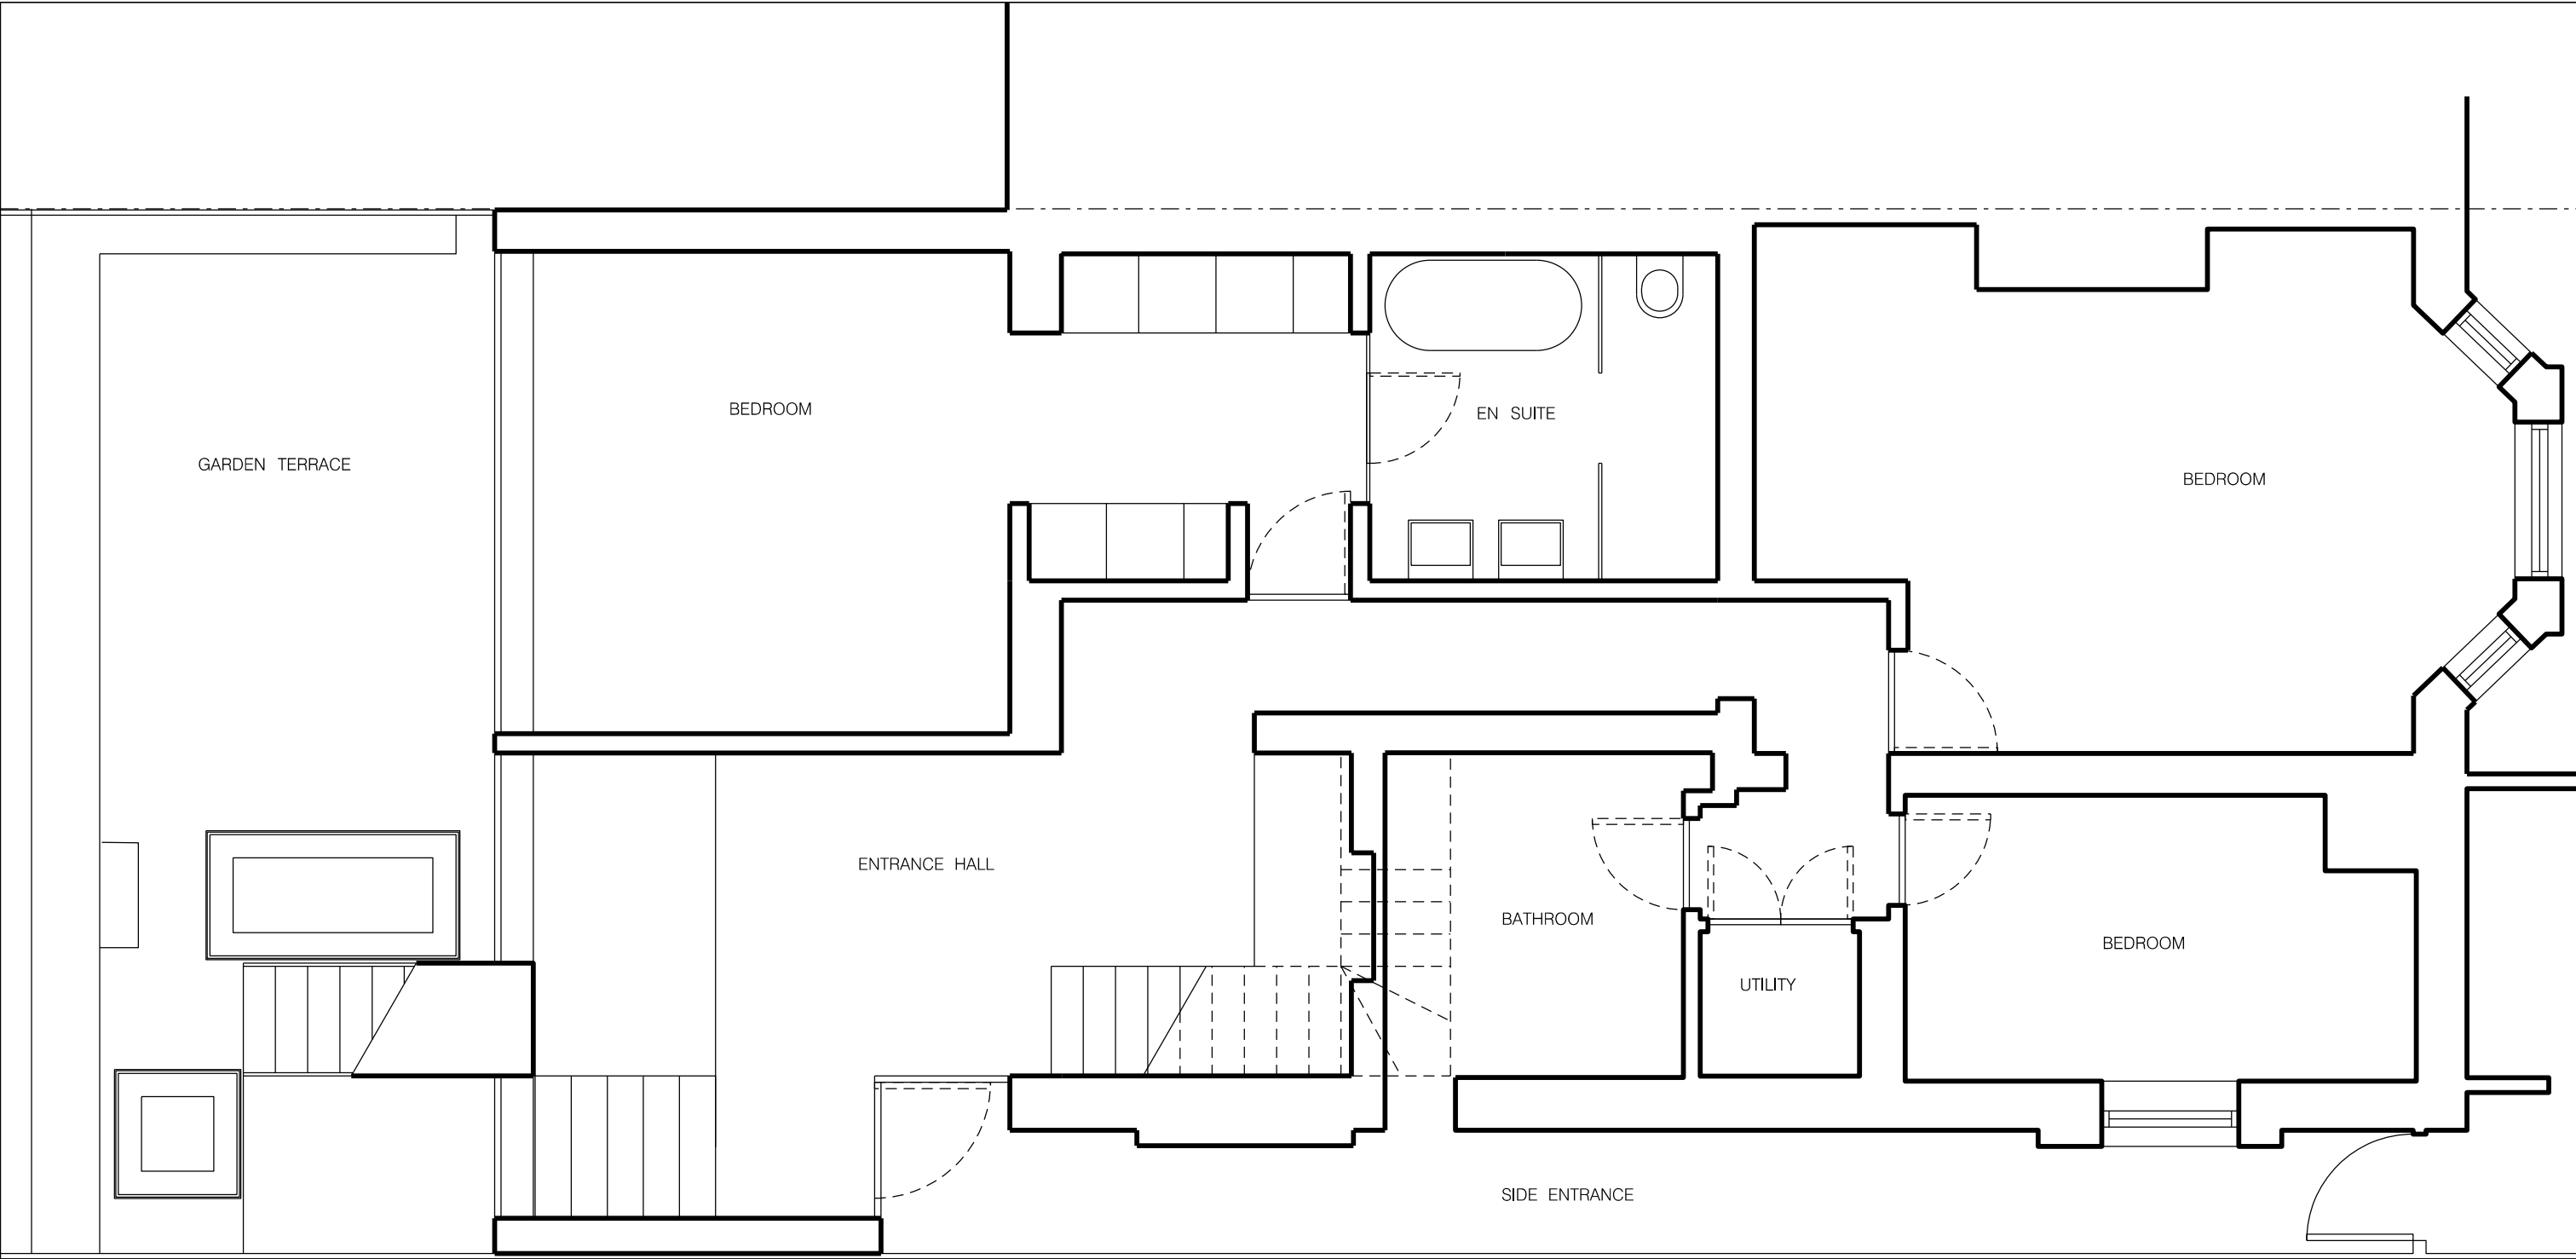 BEDROOM
EN SUITE
GARDEN TERRACE
BEDROOM
ENTRANCE HALL
BATHROOM
BEDROOM
UTILITY
SIDE ENTRANCE